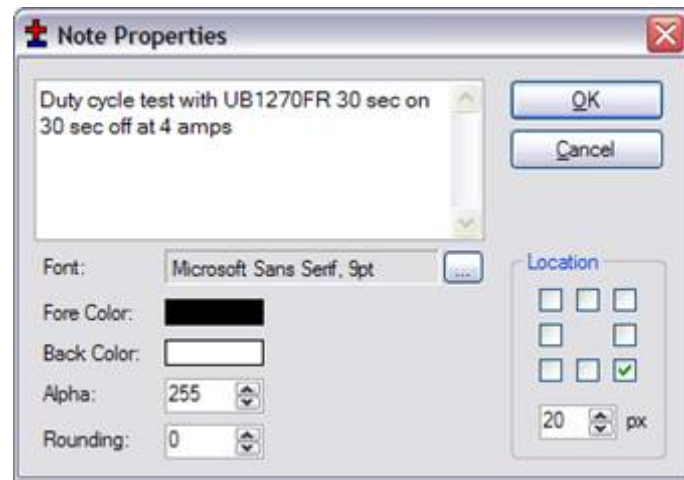 Note Properties
Duty cycle test with UB1270FR 30 sec on
30 sec off at 4 amps
OK
Cancel
Font:
Microsoft Sans Serif, 9pt
...
Location
Fore Color:
Back Color:
Alpha:
255
Rounding:
0
20
px